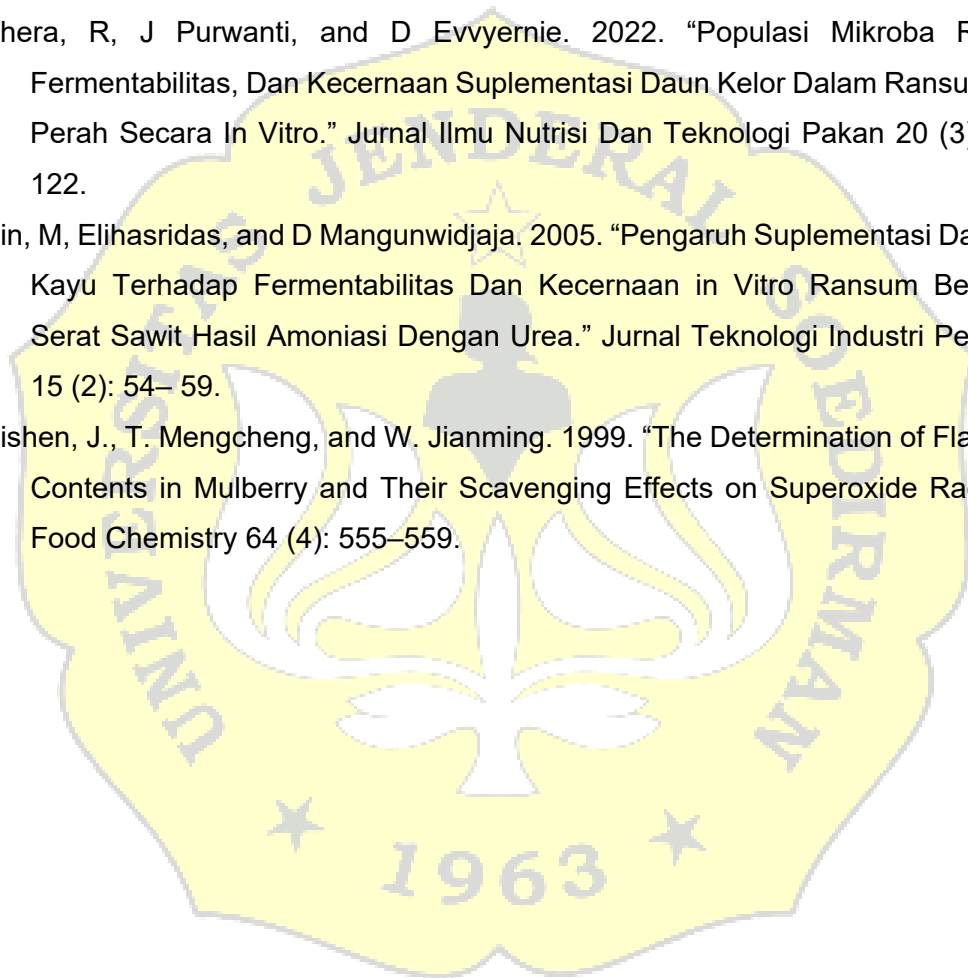 hera, R, J Purwanti, and D Evvyernie. 2022. “Populasi Mikroba R
Fermentabilitas, Dan Kecernaan Suplementasi Daun Kelor Dalam Ransu
Perah Secara In Vitro.” Jurnal Ilmu Nutrisi Dan Teknologi Pakan 20 (3)
122.
in, M, Elihasridas, and D Mangunwidjaja. 2005. “Pengaruh Suplementasi Da
Kayu Terhadap Fermentabilitas Dan Kecernaan in Vitro Ransum Be
Serat Sawit Hasil Amoniasi Dengan Urea.” Jurnal Teknologi Industri Pe
15 (2): 54– 59.
ishen, J., T. Mengcheng, and W. Jianming. 1999. “The Determination of Fla
Contents in Mulberry and Their Scavenging Effects on Superoxide Ra
Food Chemistry 64 (4): 555–559.
UNIVERSITAS JENDERAL SOEDIRMAN
1963